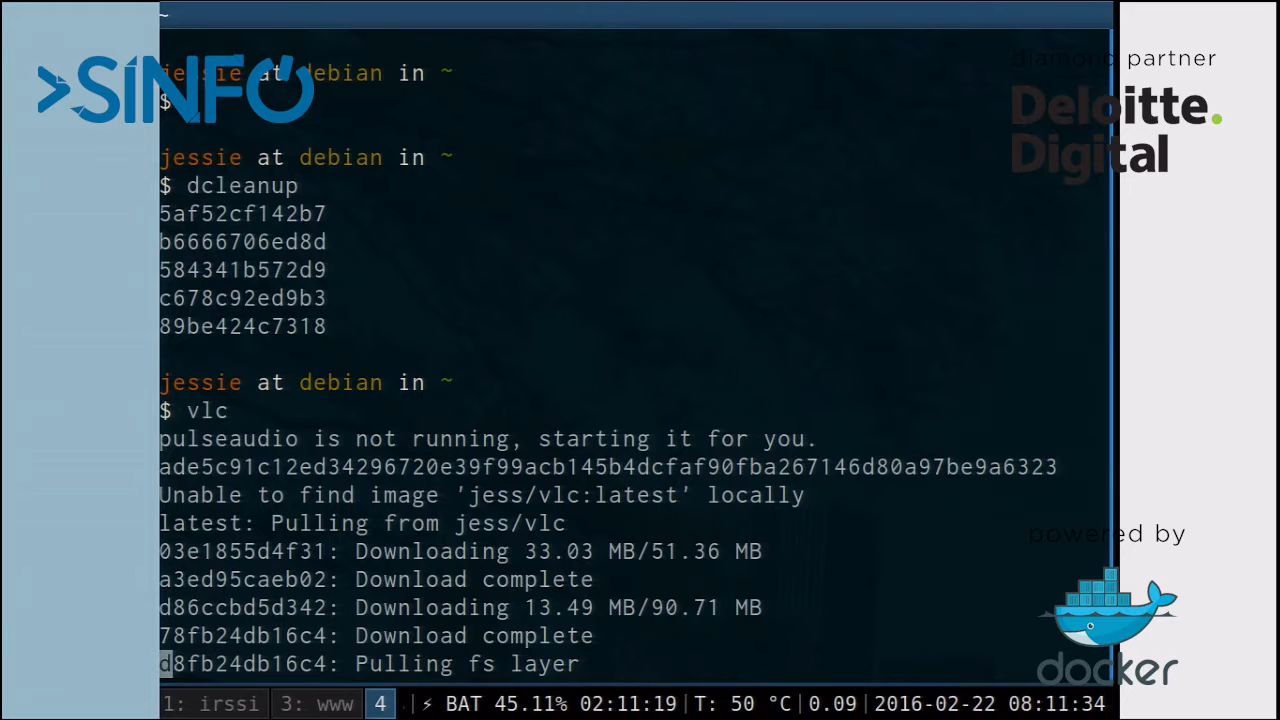 ~
jessie at debian in ~
$
>SINFO
diamond partner
Deloitte.
Digital
jessie at debian in ~
$ dcleanup
5af52cf142b7
b6666706ed8d
584341b572d9
c678c92ed9b3
89be424c7318
jessie at debian in ~
$ vlc
pulseaudio is not running, starting it for you.
ade5c91c12ed34296720e39f99acb145b4dcfaf90fba267146d80a97be9a6323
Unable to find image 'jess/vlc:latest' locally
latest: Pulling from jess/vlc
03e1855d4f31: Downloading 33.03 MB/51.36 MB
a3ed95caeb02: Download complete
d86ccbd5d342: Downloading 13.49 MB/90.71 MB
78fb24db16c4: Download complete
d8fb24db16c4: Pulling fs layer
powered by
docker
1: irssi 3: www 4 ⚡ BAT 45.11% 02:11:19|T: 50 °C|0.09|2016-02-22 08:11:34